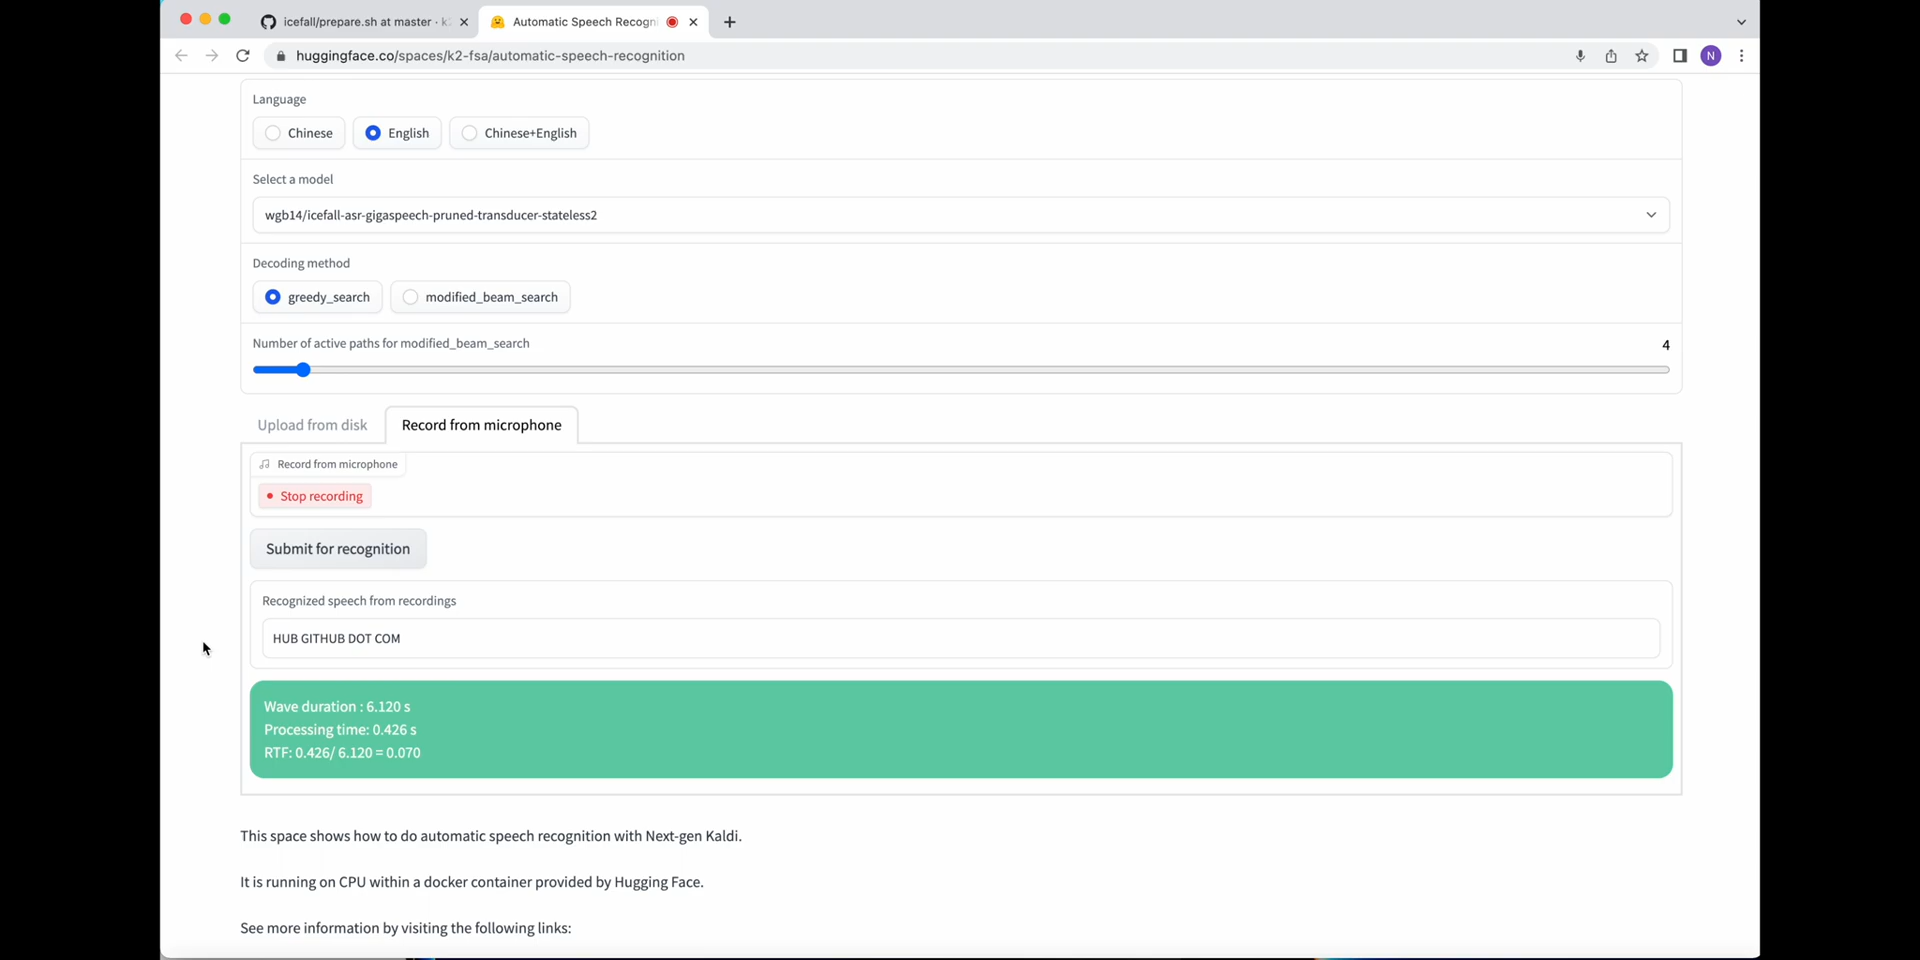 icefall/prepare.sh at master · k
Automatic Speech Recogn
huggingface.co/spaces/k2-fsa/automatic-speech-recognition
N
Language
Chinese
English
Chinese+English
Select a model
wgb14/icefall-asr-gigaspeech-pruned-transducer-stateless2
Decoding method
greedy_search
modified_beam_search
Number of active paths for modified_beam_search
4
Upload from disk
Record from microphone
Record from microphone
Stop recording
Submit for recognition
Recognized speech from recordings
HUB GITHUB DOT COM
Wave duration : 6.120 s
Processing time: 0.426 s
RTF: 0.426/ 6.120 = 0.070
This space shows how to do automatic speech recognition with Next-gen Kaldi.
It is running on CPU within a docker container provided by Hugging Face.
See more information by visiting the following links: